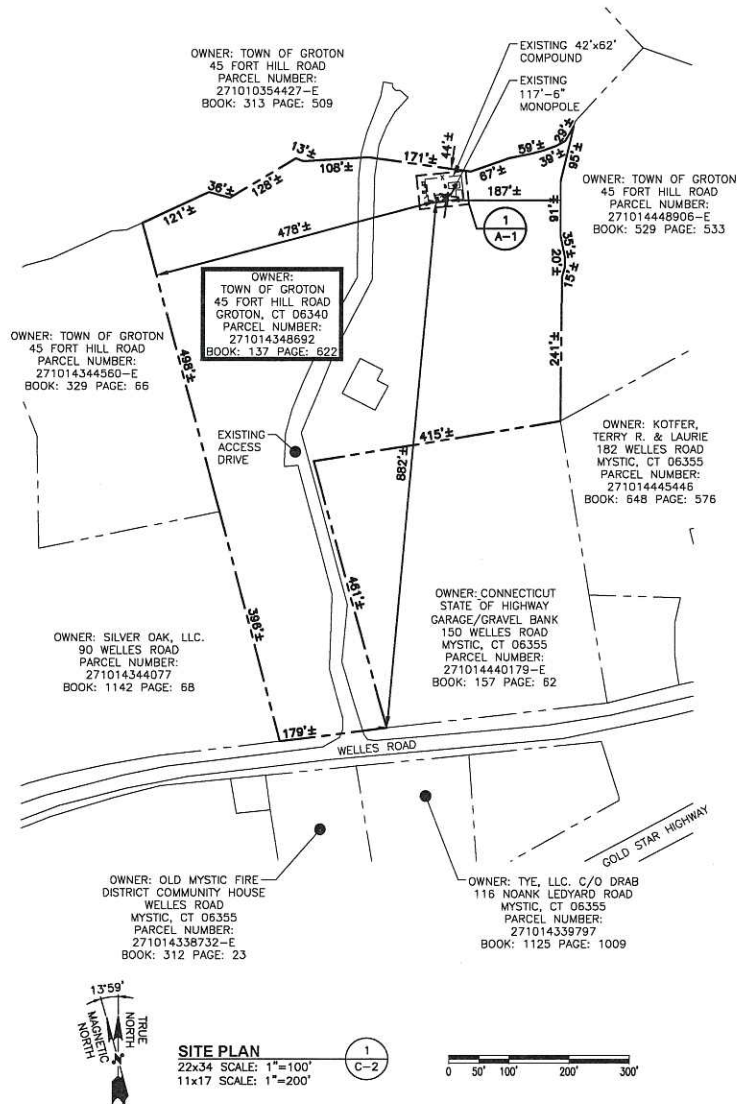 OWNER: TOWN OF GROTON
45 FORT HILL ROAD
PARCEL NUMBER:
271010354427-E
BOOK: 313 PAGE: 509
EXISTING 42'x62'
COMPOUND
EXISTING
117'-6"
MONOPOLE
13'±
108'±
171'±
44'±
59'±
29'±
39'±
67'±
95'±
36'±
128'±
121'±
187'±
OWNER: TOWN OF GROTON
45 FORT HILL ROAD
PARCEL NUMBER:
271014448906-E
BOOK: 529 PAGE: 533
1
A-1
91'±
478'±
35'±
20'±
15'±
OWNER:
TOWN OF GROTON
45 FORT HILL ROAD
GROTON, CT 06340
PARCEL NUMBER:
271014348692
BOOK: 137 PAGE: 622
OWNER: TOWN OF GROTON
45 FORT HILL ROAD
PARCEL NUMBER:
271014344560-E
BOOK: 329 PAGE: 66
498'±
241'±
EXISTING
ACCESS
DRIVE
415'±
882'±
OWNER: KOTFER,
TERRY R. & LAURIE
182 WELLES ROAD
MYSTIC, CT 06355
PARCEL NUMBER:
271014445446
BOOK: 648 PAGE: 576
461'±
396'±
OWNER: CONNECTICUT
STATE OF HIGHWAY
GARAGE/GRAVEL BANK
150 WELLES ROAD
MYSTIC, CT 06355
PARCEL NUMBER:
271014440179-E
BOOK: 157 PAGE: 62
OWNER: SILVER OAK, LLC.
90 WELLES ROAD
PARCEL NUMBER:
271014344077
BOOK: 1142 PAGE: 68
179'±
WELLES ROAD
GOLD STAR HIGHWAY
OWNER: OLD MYSTIC FIRE
DISTRICT COMMUNITY HOUSE
WELLES ROAD
MYSTIC, CT 06355
PARCEL NUMBER:
271014338732-E
BOOK: 312 PAGE: 23
OWNER: TYE, LLC. C/O DRAB
116 NOANK LEDYARD ROAD
MYSTIC, CT 06355
PARCEL NUMBER:
271014339797
BOOK: 1125 PAGE: 1009
13°59'
TRUE
NORTH
MAGNETIC
NORTH
N
SITE PLAN
22x34 SCALE: 1"=100'
11x17 SCALE: 1"=200'
1
C-2
0 50' 100' 200' 300'